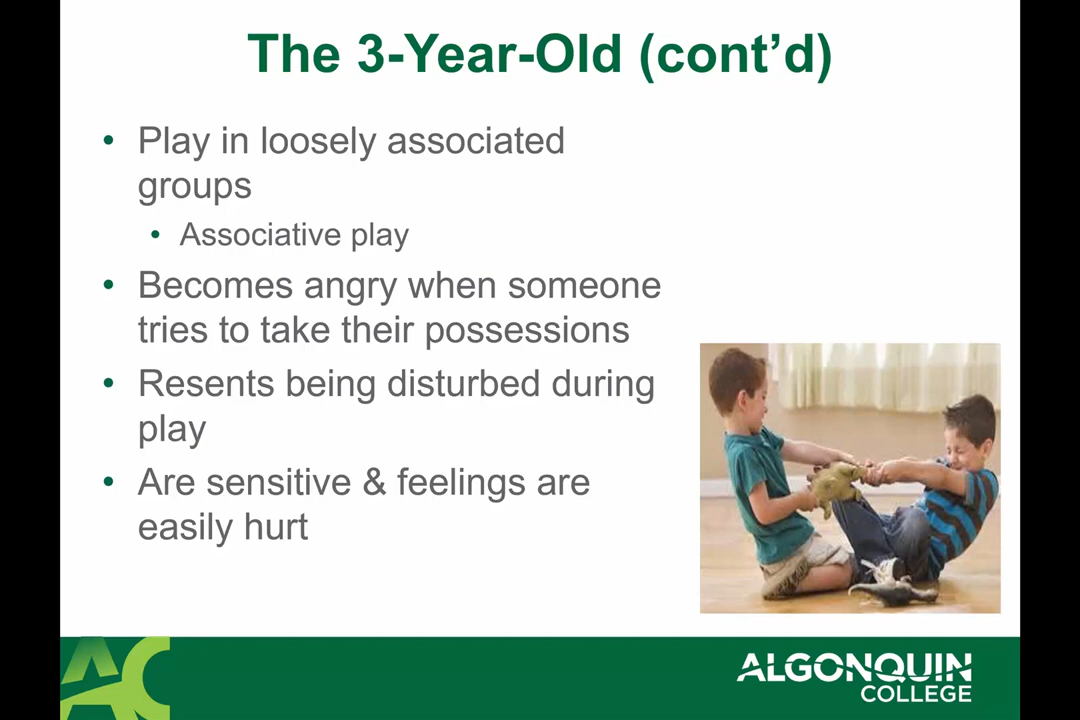 The 3-Year-Old (cont’d)
• Play in loosely associated
groups
• Associative play
• Becomes angry when someone
tries to take their possessions
• Resents being disturbed during
play
• Are sensitive & feelings are
easily hurt
AC
ALGONQUIN
COLLEGE